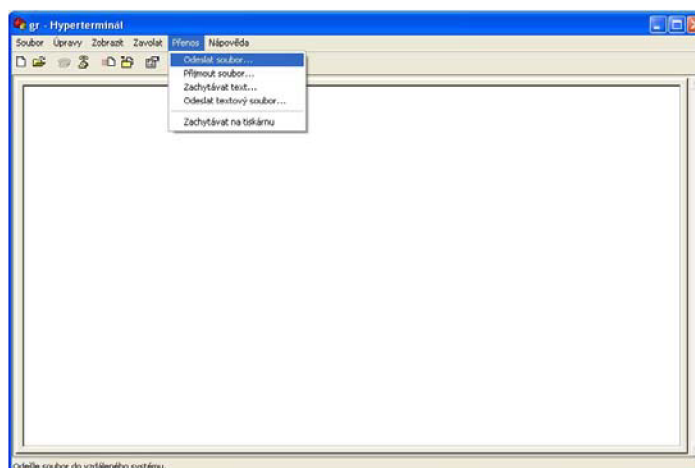 gr - Hyperterminál
Soubor Úpravy Zobrazit Zavolat Přenos Nápověda
Odeslat soubor...
Přijmout soubor...
Zachytávat text...
Odeslat textový soubor...
Zachytávat na tiskárnu
Odešle soubor do vzdáleného systému.